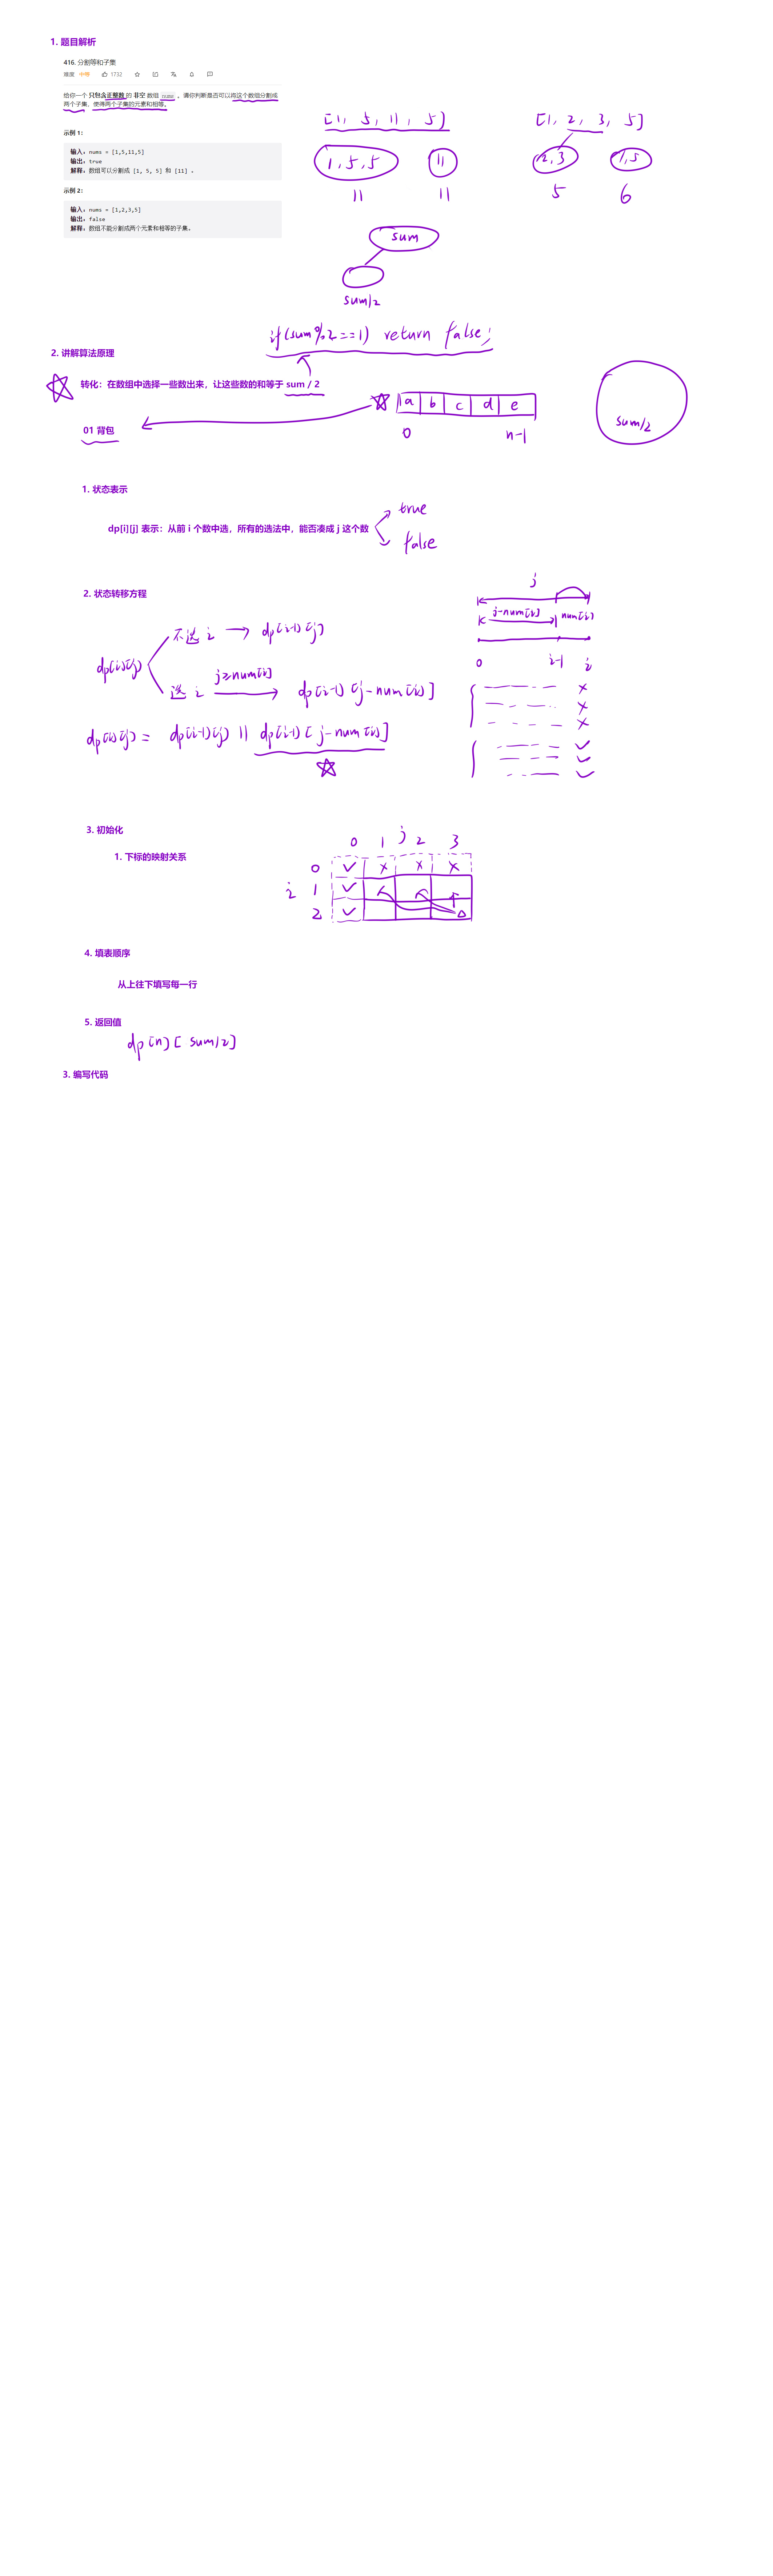 1. 题目解析
416. 分割等和子集
难度 中等 1732
给你一个 只包含正整数 的 非空 数组 nums 。请你判断是否可以将这个数组分割成
两个子集，使得两个子集的元素和相等。
示例 1：
输入：nums = [1,5,11,5]
输出：true
解释：数组可以分割成 [1, 5, 5] 和 [11] 。
示例 2：
输入：nums = [1,2,3,5]
输出：false
解释：数组不能分割成两个元素和相等的子集。
[1, 5, 11, 5]
1, 5, 5 11
11 11
[1, 2, 3, 5]
2, 3 1, 5
5 6
sum
sum/2
if(sum%2==1) return false;
2. 讲解算法原理
转化：在数组中选择一些数出来，让这些数的和等于 sum / 2
a b c d e
0 n-1
sum/2
01 背包
1. 状态表示
dp[i][j] 表示：从前 i 个数中选，所有的选法中，能否凑成 j 这个数
true
false
2. 状态转移方程
dp[i][j]
不选 i → dp[i-1][j]
选 i j≥num[i] dp[i-1][j-num[i]]
dp[i][j] = dp[i-1][j] || dp[i-1][j-num[i]]
j
j-num[i] num[i]
0 i-1 i
3. 初始化
1. 下标的映射关系
j
0 1 2 3
i
0
1
2
4. 填表顺序
从上往下填写每一行
5. 返回值
dp[n][sum/2]
3. 编写代码